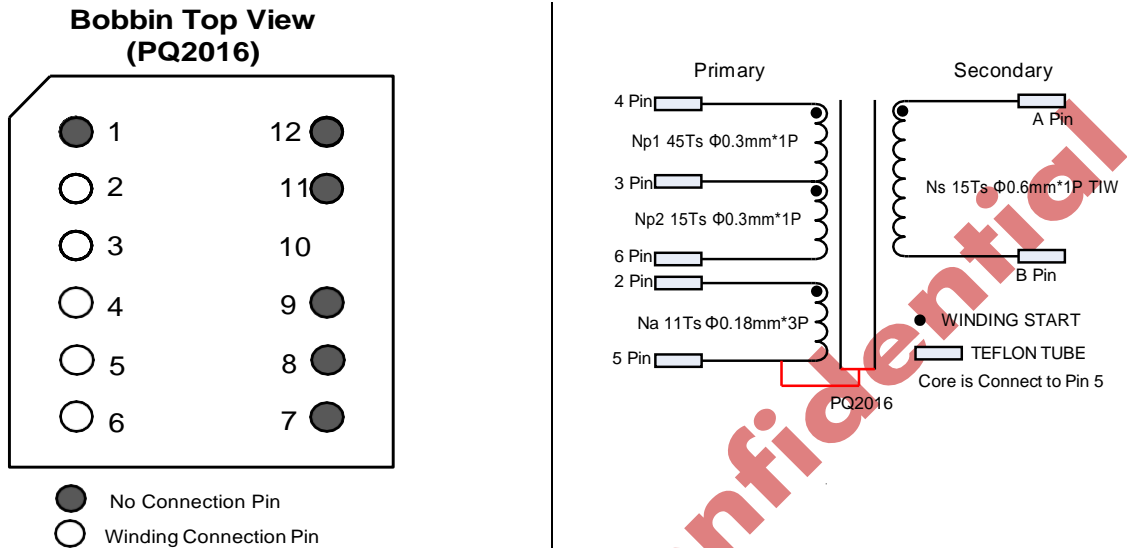 Bobbin Top View
(PQ2016)
1
12
2
11
3
10
4
9
5
8
6
7
No Connection Pin
Winding Connection Pin
Primary
Secondary
4 Pin
A Pin
Np1 45Ts Φ0.3mm*1P
3 Pin
Ns 15Ts Φ0.6mm*1P TIW
Np2 15Ts Φ0.3mm*1P
6 Pin
B Pin
2 Pin
Na 11Ts Φ0.18mm*3P
WINDING START
5 Pin
TEFLON TUBE
Core is Connect to Pin 5
PQ2016
nfidential